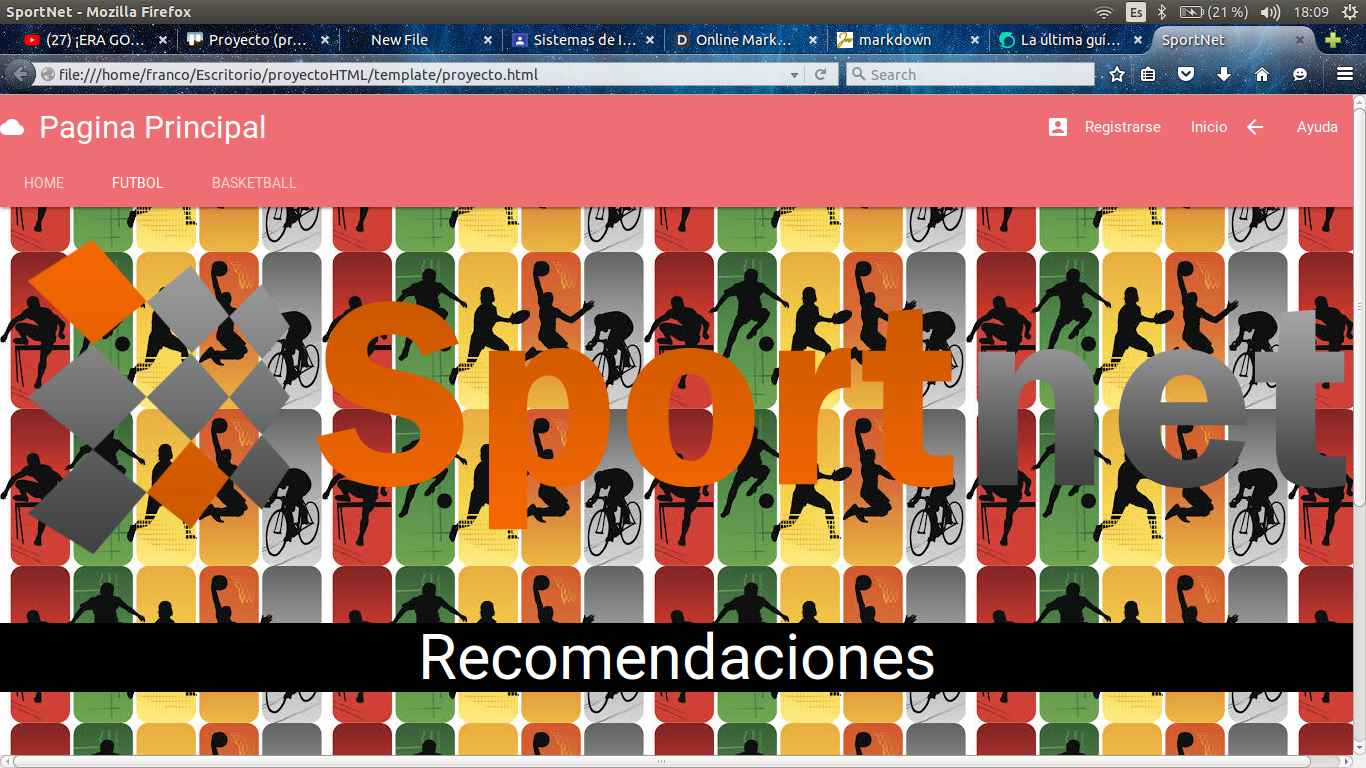 SportNet - Mozilla Firefox
Es (21 %) 18:09
(27) ¡ERA GO... Proyecto (pr... New File Sistemas de I... Online Mark... markdown La última gui... SportNet
file:///home/franco/Escritorio/proyectoHTML/template/proyecto.html Search
Pagina Principal Registrarse Inicio Ayuda
HOME FUTBOL BASKETBALL
Sportnet
Recomendaciones